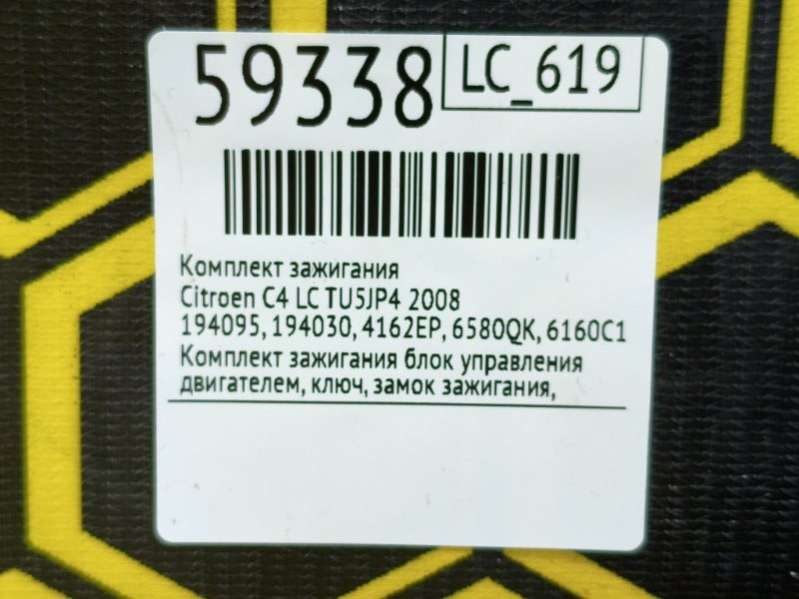 59338
LC_619
Комплект зажигания
Citroen C4 LC TU5JP4 2008
194095, 194030, 4162EP, 6580QK, 6160C1
Комплект зажигания блок управления
двигателем, ключ, замок зажигания,